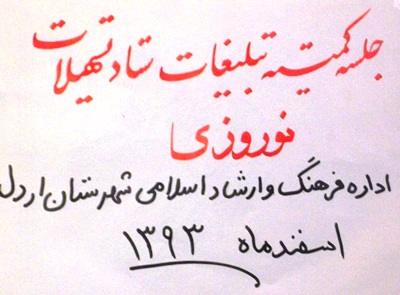 جلسه کمیته تبلیغات ستاد تسهیلات
نوروزی
اداره فرهنگ وارشاد اسلامی شهرستان اردل
اسفندماه ۱۳۹۳